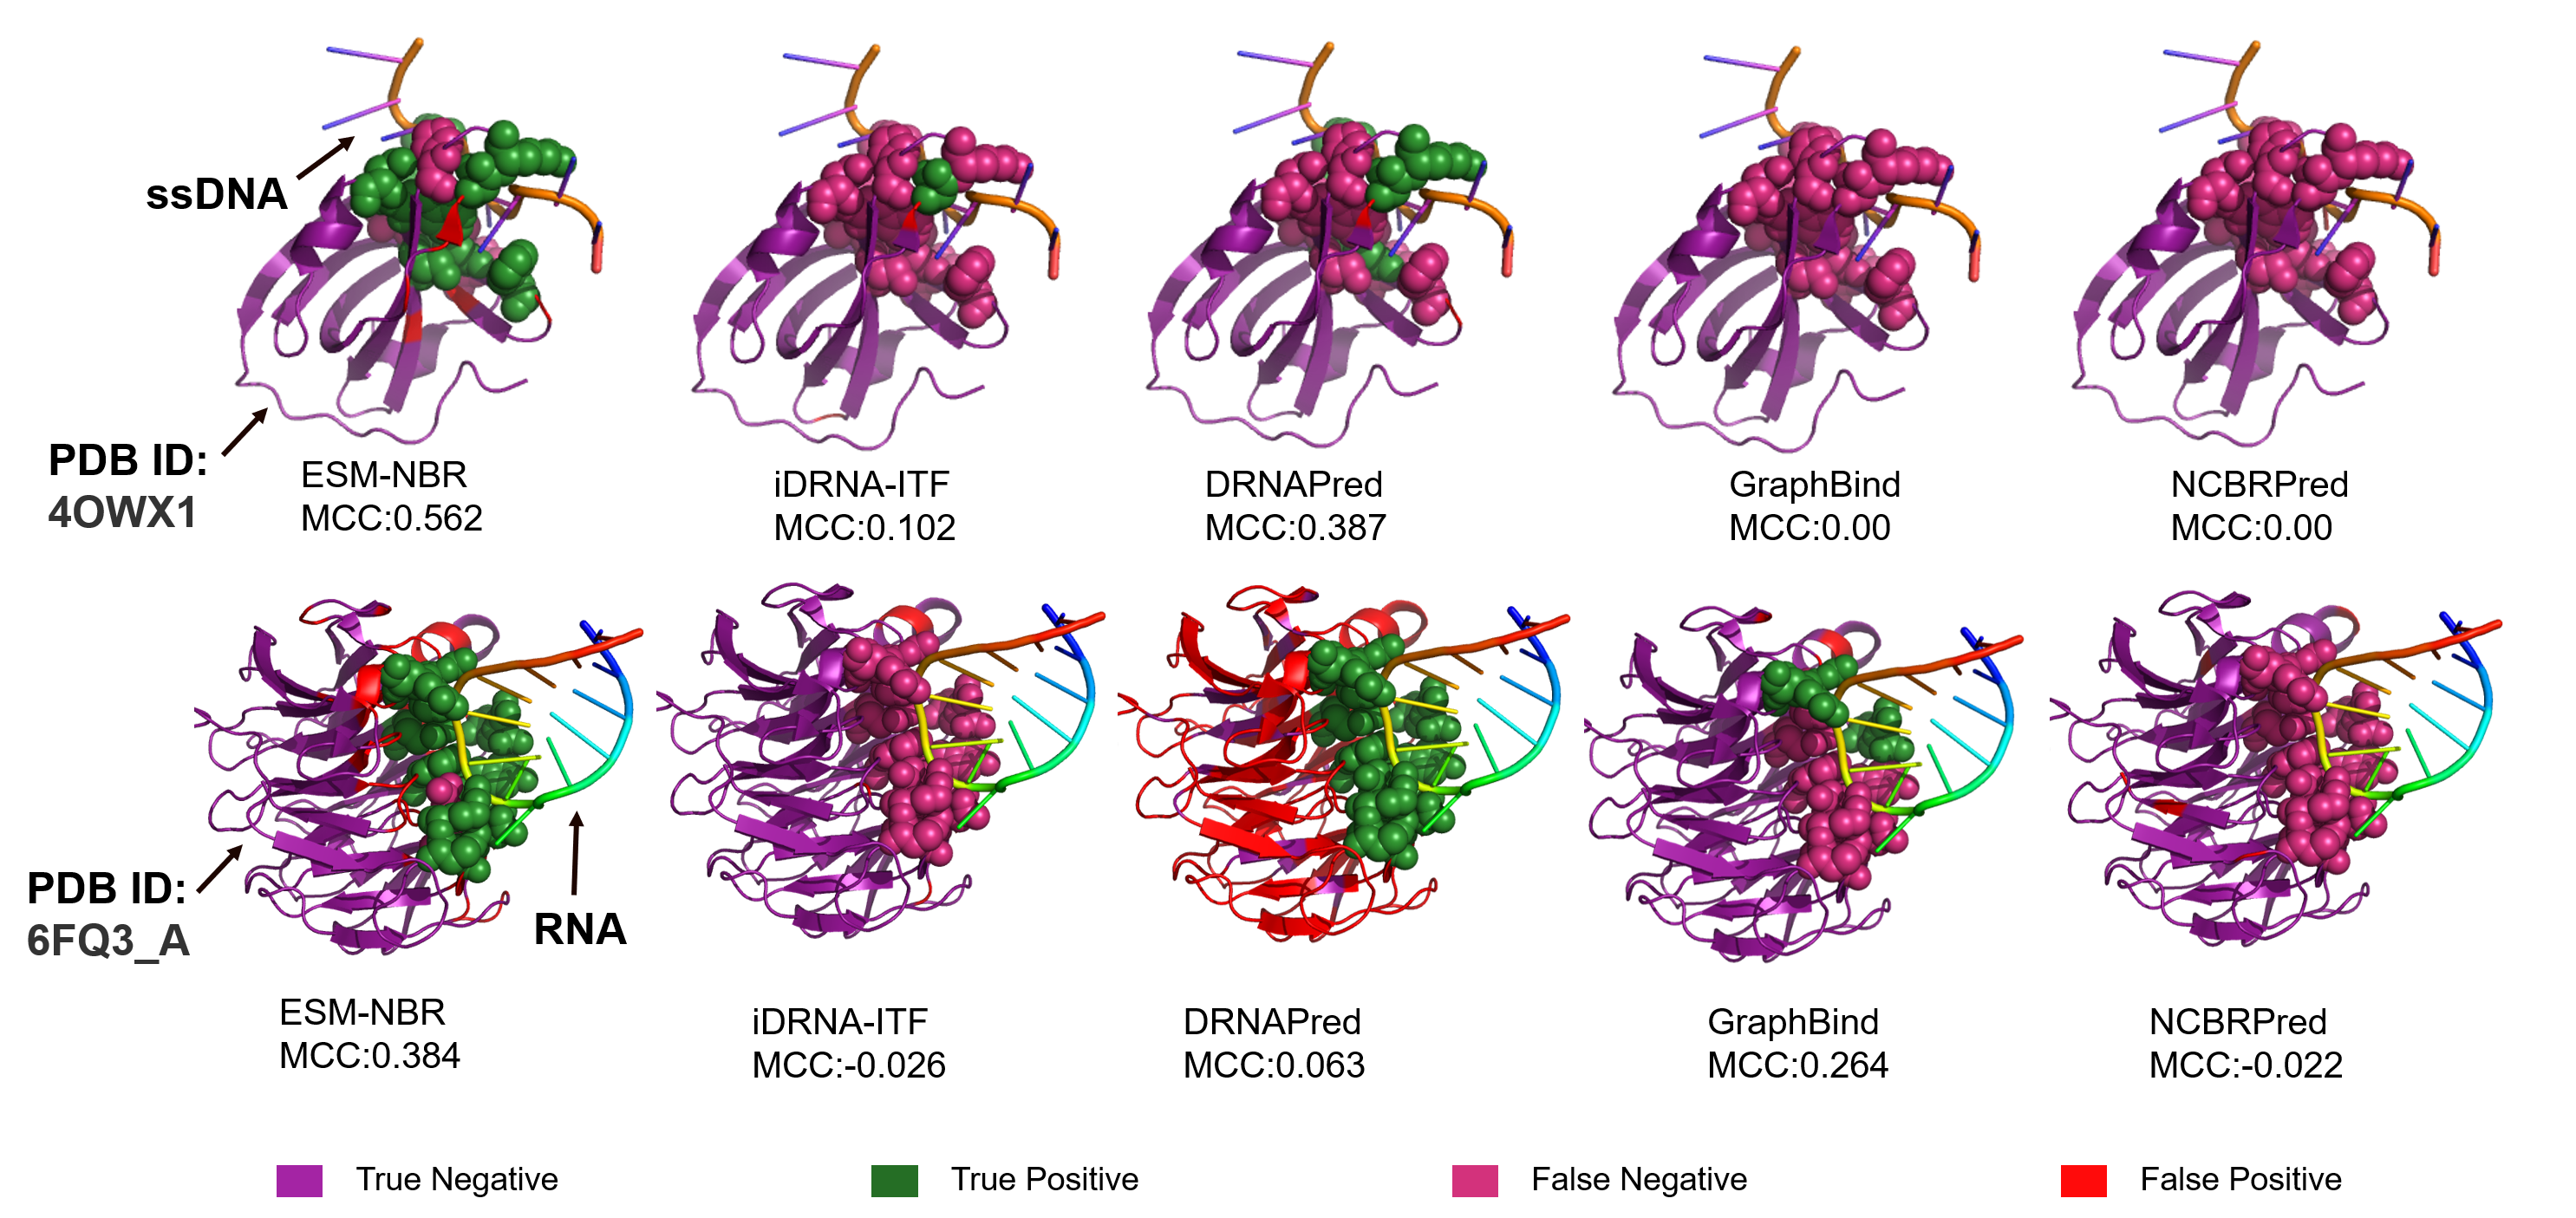 ssDNA
PDB ID:
4OWX1
ESM-NBR
MCC:0.562
iDRNA-ITF
MCC:0.102
DRNAPred
MCC:0.387
GraphBind
MCC:0.00
NCBRPred
MCC:0.00
PDB ID:
6FQ3_A
RNA
ESM-NBR
MCC:0.384
iDRNA-ITF
MCC:-0.026
DRNAPred
MCC:0.063
GraphBind
MCC:0.264
NCBRPred
MCC:-0.022
True Negative
True Positive
False Negative
False Positive